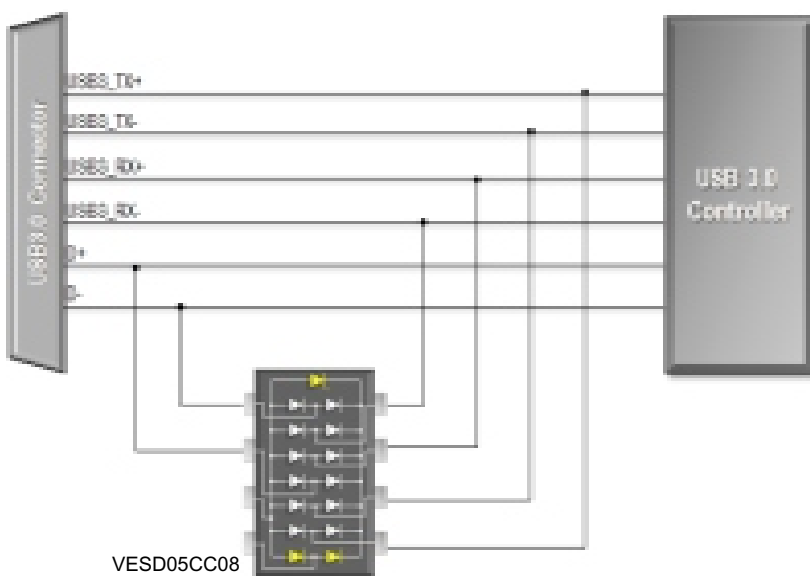 USB3_TX+
USB3_TX-
USB3_RX+
USB3_RX-
D+
D-
USB3.0 Connector
USB 3.0
Controller
VESD05CC08